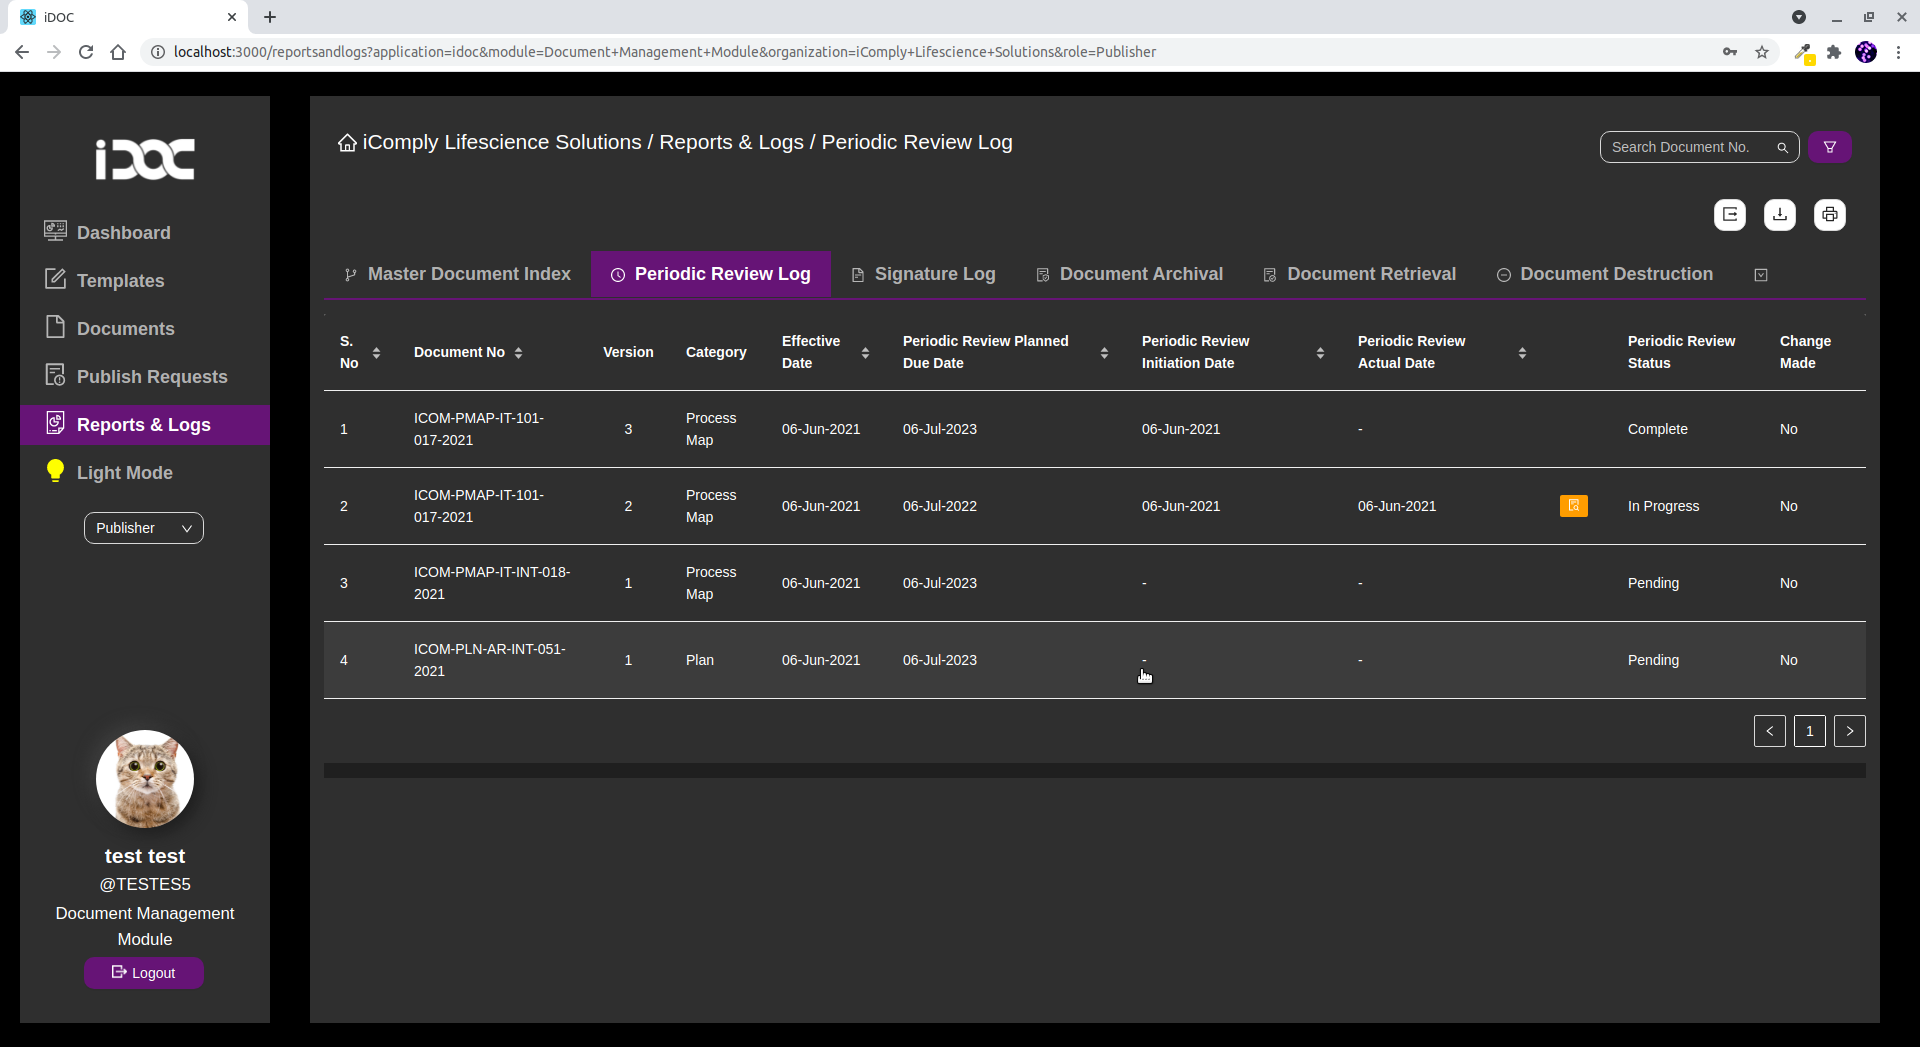 iDOC
localhost:3000/reportsandlogs?application=idoc&module=Document+Management+Module&organization=iComply+Lifescience+Solutions&role=Publisher
iDOC
Dashboard
Templates
Documents
Publish Requests
Reports & Logs
Light Mode
Publisher
test test
@TESTES5
Document Management
Module
Logout
iComply Lifescience Solutions / Reports & Logs / Periodic Review Log
Search Document No.
Master Document Index Periodic Review Log Signature Log Document Archival Document Retrieval Document Destruction
S. No Document No Version Category Effective Date Periodic Review Planned Due Date Periodic Review Initiation Date Periodic Review Actual Date Periodic Review Status Change Made
1 ICOM-PMAP-IT-101-017-2021 3 Process Map 06-Jun-2021 06-Jul-2023 06-Jun-2021 - Complete No
2 ICOM-PMAP-IT-101-017-2021 2 Process Map 06-Jun-2021 06-Jul-2022 06-Jun-2021 06-Jun-2021 In Progress No
3 ICOM-PMAP-IT-INT-018-2021 1 Process Map 06-Jun-2021 06-Jul-2023 - - Pending No
4 ICOM-PLN-AR-INT-051-2021 1 Plan 06-Jun-2021 06-Jul-2023 - - Pending No
< 1 >